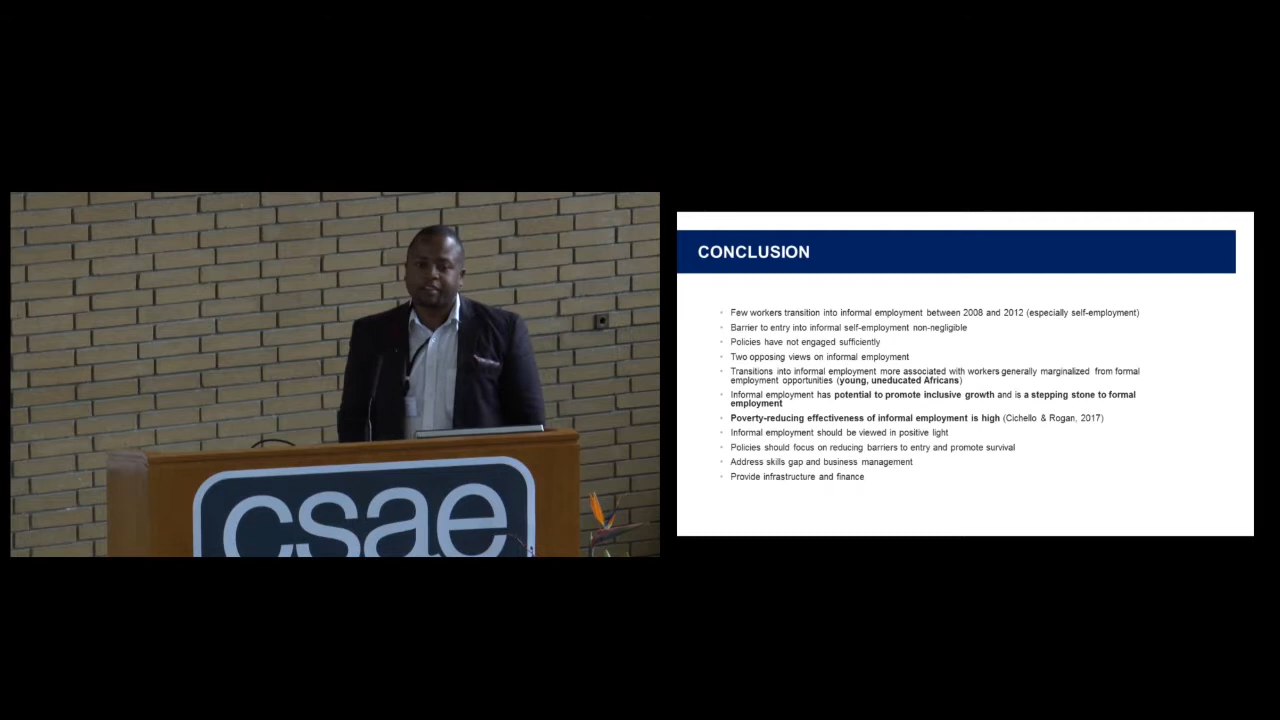 csae
CONCLUSION
Few workers transition into informal employment between 2008 and 2012 (especially self-employment)
Barrier to entry into informal self-employment non-negligible
Policies have not engaged sufficiently
Two opposing views on informal employment
Transitions into informal employment more associated with workers generally marginalized from formal
employment opportunities (young, uneducated Africans)
Informal employment has potential to promote inclusive growth and is a stepping stone to formal
employment
Poverty-reducing effectiveness of informal employment is high (Cichello & Rogan, 2017)
Informal employment should be viewed in positive light
Policies should focus on reducing barriers to entry and promote survival
Address skills gap and business management
Provide infrastructure and finance